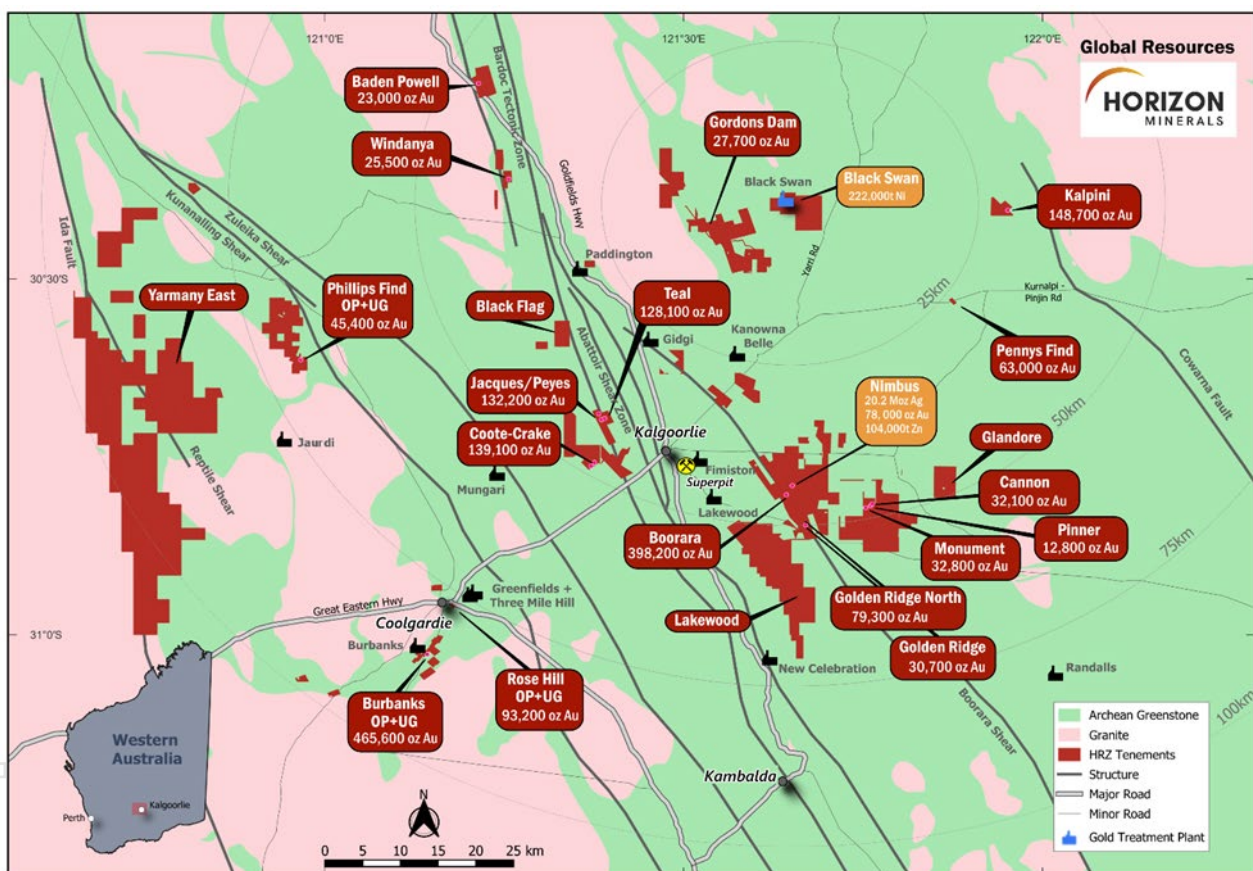 121°0'E
121°30'E
122°0'E
Global Resources
HORIZON
MINERALS
Baden Powell
23,000 oz Au
Bardoc Tectonic Zone
Gordons Dam
27,700 oz Au
Windanya
25,500 oz Au
Goldfields Hwy
Black Swan
Black Swan
222,000t Ni
Kalpini
148,700 oz Au
Ida Fault
Kunanalling Shear
Zuleika Shear
Paddington
Yarri Rd
30°30'S
Yarmany East
Phillips Find
OP+UG
45,400 oz Au
Black Flag
Teal
128,100 oz Au
25km
Kurnalpi -
Pinjin Rd
Abattoir Shear Zone
Gidgi
Kanowna
Belle
Pennys Find
63,000 oz Au
Cowarna Fault
Jacques/Peyes
132,200 oz Au
Nimbus
20.2 Moz Ag
78, 000 oz Au
104,000t Zn
50km
Coote-Crake
139,100 oz Au
Kalgoorlie
Glandore
Jaurdi
Reptile Shear
Mungari
Fimiston
Superpit
Lakewood
Cannon
32,100 oz Au
Boorara
398,200 oz Au
Pinner
12,800 oz Au
75km
Monument
32,800 oz Au
Great Eastern Hwy
Greenfields +
Three Mile Hill
Golden Ridge North
79,300 oz Au
Lakewood
Coolgardie
31°0'S
Burbanks
Golden Ridge
30,700 oz Au
New Celebration
Randalls
Rose Hill
OP+UG
93,200 oz Au
Burbanks
OP+UG
465,600 oz Au
Boorara Shear
100km
Western
Australia
Kambalda
Kalgoorlie
Perth
N
0 5 10 15 20 25 km
Archean Greenstone
Granite
HRZ Tenements
Structure
Major Road
Minor Road
Gold Treatment Plant